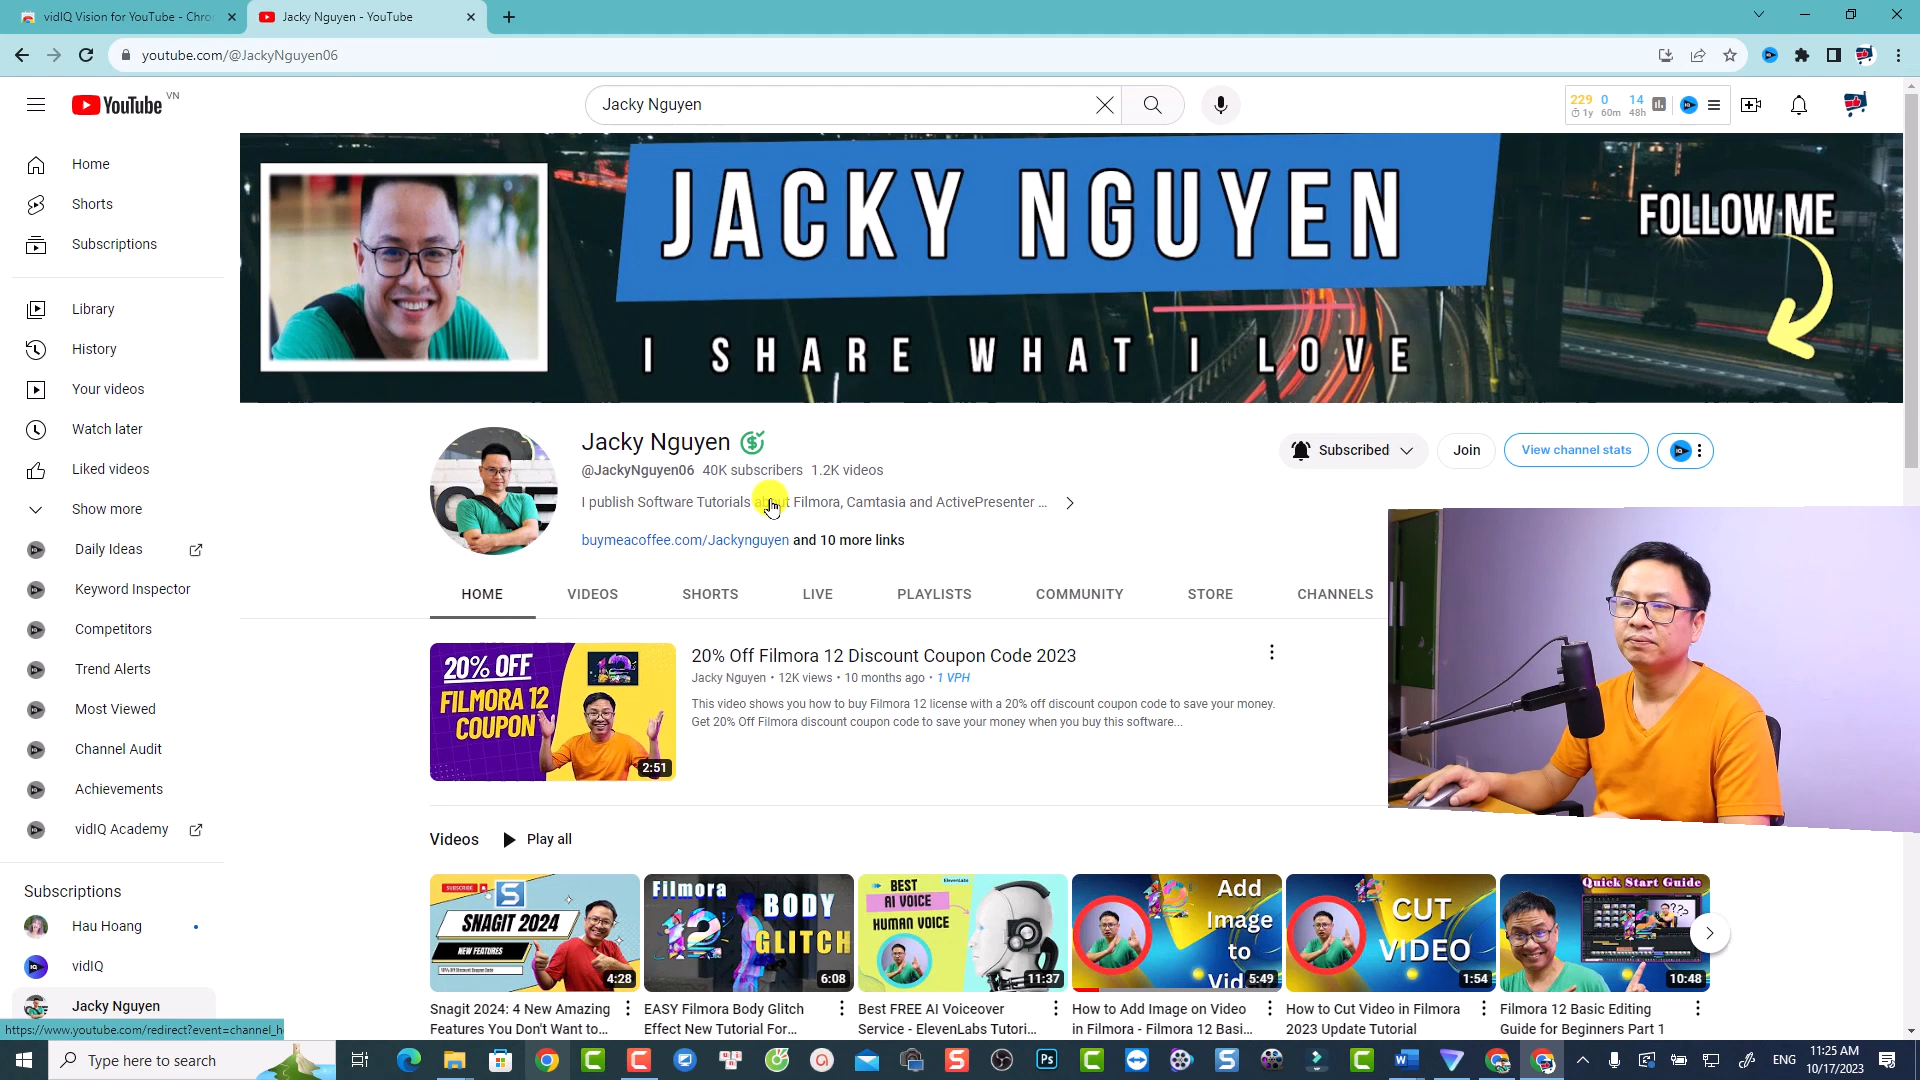 vidIQ Vision for YouTube - Chro
Jacky Nguyen - YouTube
youtube.com/@JackyNguyen06
YouTube VN
Jacky Nguyen
229 0 14
1y 60m 48h
Home
Shorts
Subscriptions
Library
History
Your videos
Watch later
Liked videos
Show more
Daily Ideas
Keyword Inspector
Competitors
Trend Alerts
Most Viewed
Channel Audit
Achievements
vidIQ Academy
Subscriptions
Hau Hoang
vidIQ
Jacky Nguyen
https://www.youtube.com/redirect?event=channel_h
JACKY NGUYEN
I SHARE WHAT I LOVE
FOLLOW ME
Jacky Nguyen
@JackyNguyen06 40K subscribers 1.2K videos
I publish Software Tutorials about Filmora, Camtasia and ActivePresenter ...
buymeacoffee.com/Jackynguyen and 10 more links
Subscribed
Join
View channel stats
HOME VIDEOS SHORTS LIVE PLAYLISTS COMMUNITY STORE CHANNELS
20% OFF
FILMORA 12
COUPON
2:51
20% Off Filmora 12 Discount Coupon Code 2023
Jacky Nguyen • 12K views • 10 months ago • 1 VPH
This video shows you how to buy Filmora 12 license with a 20% off discount coupon code to save your money.
Get 20% Off Filmora discount coupon code to save your money when you buy this software...
Videos Play all
SUBSCRIBE
SNAGIT 2024
NEW FEATURES
4:28
Snagit 2024: 4 New Amazing
Features You Don't Want to...
Filmora
12
BODY
GLITCH
6:08
EASY Filmora Body Glitch
Effect New Tutorial For...
ElevenLabs
BEST
AI VOICE
HUMAN VOICE
11:37
Best FREE AI Voiceover
Service - ElevenLabs Tutori...
Add
Image
to
Vid
5:49
How to Add Image on Video
in Filmora - Filmora 12 Basi...
CUT
VIDEO
1:54
How to Cut Video in Filmora
2023 Update Tutorial
Quick Start Guide
???
10:48
Filmora 12 Basic Editing
Guide for Beginners Part 1
Type here to search
ENG
11:25 AM
10/17/2023